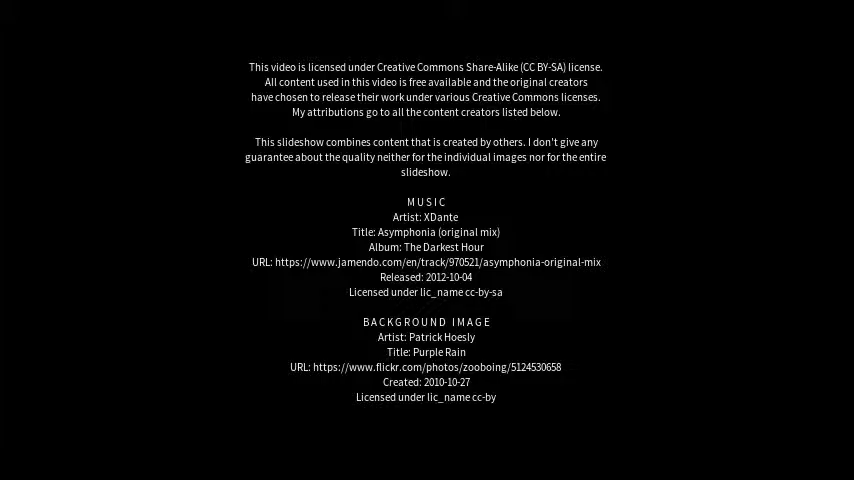 This video is licensed under Creative Commons Share-Alike (CC BY-SA) license.
All content used in this video is free available and the original creators
have chosen to release their work under various Creative Commons licenses.
My attributions go to all the content creators listed below.
This slideshow combines content that is created by others. I don't give any
guarantee about the quality neither for the individual images nor for the entire
slideshow.
M U S I C
Artist: XDante
Title: Asymphonia (original mix)
Album: The Darkest Hour
URL: https://www.jamendo.com/en/track/970521/asymphonia-original-mix
Released: 2012-10-04
Licensed under lic_name cc-by-sa
B A C K G R O U N D   I M A G E
Artist: Patrick Hoesly
Title: Purple Rain
URL: https://www.flickr.com/photos/zooboing/5124530658
Created: 2010-10-27
Licensed under lic_name cc-by